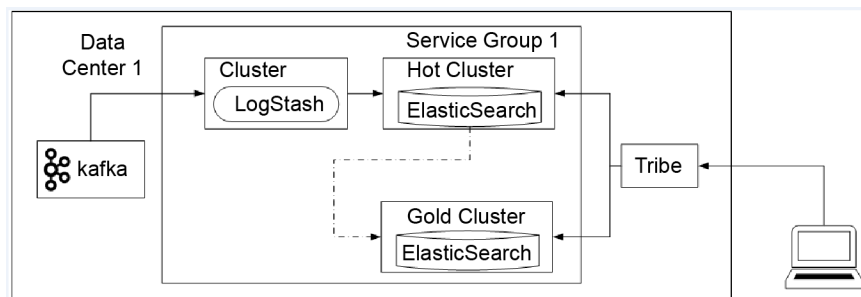 Data
Center 1
Service Group 1
Cluster
LogStash
Hot Cluster
ElasticSearch
kafka
Tribe
Gold Cluster
ElasticSearch